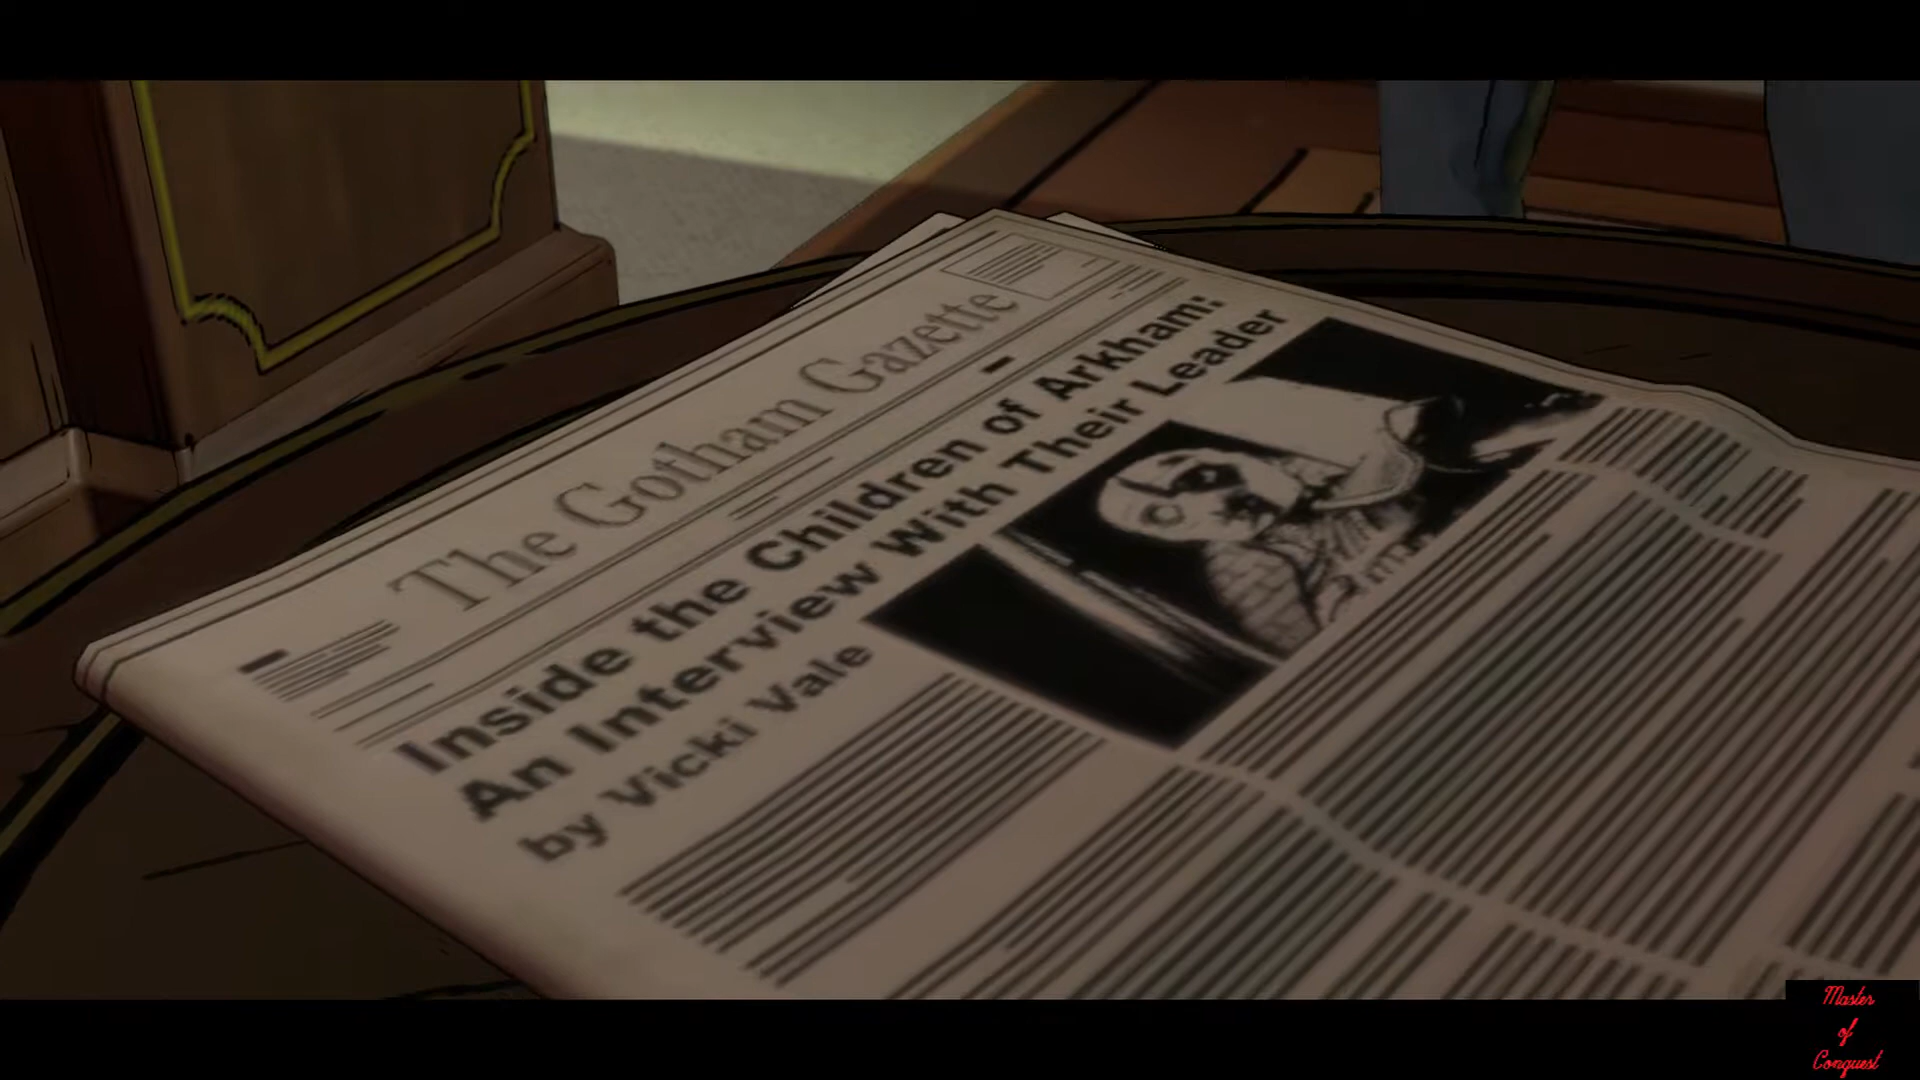 The Gotham Gazette
Inside the Children of Arkham:
An Interview With Their Leader
by Vicki Vale
Master
of
Conquest